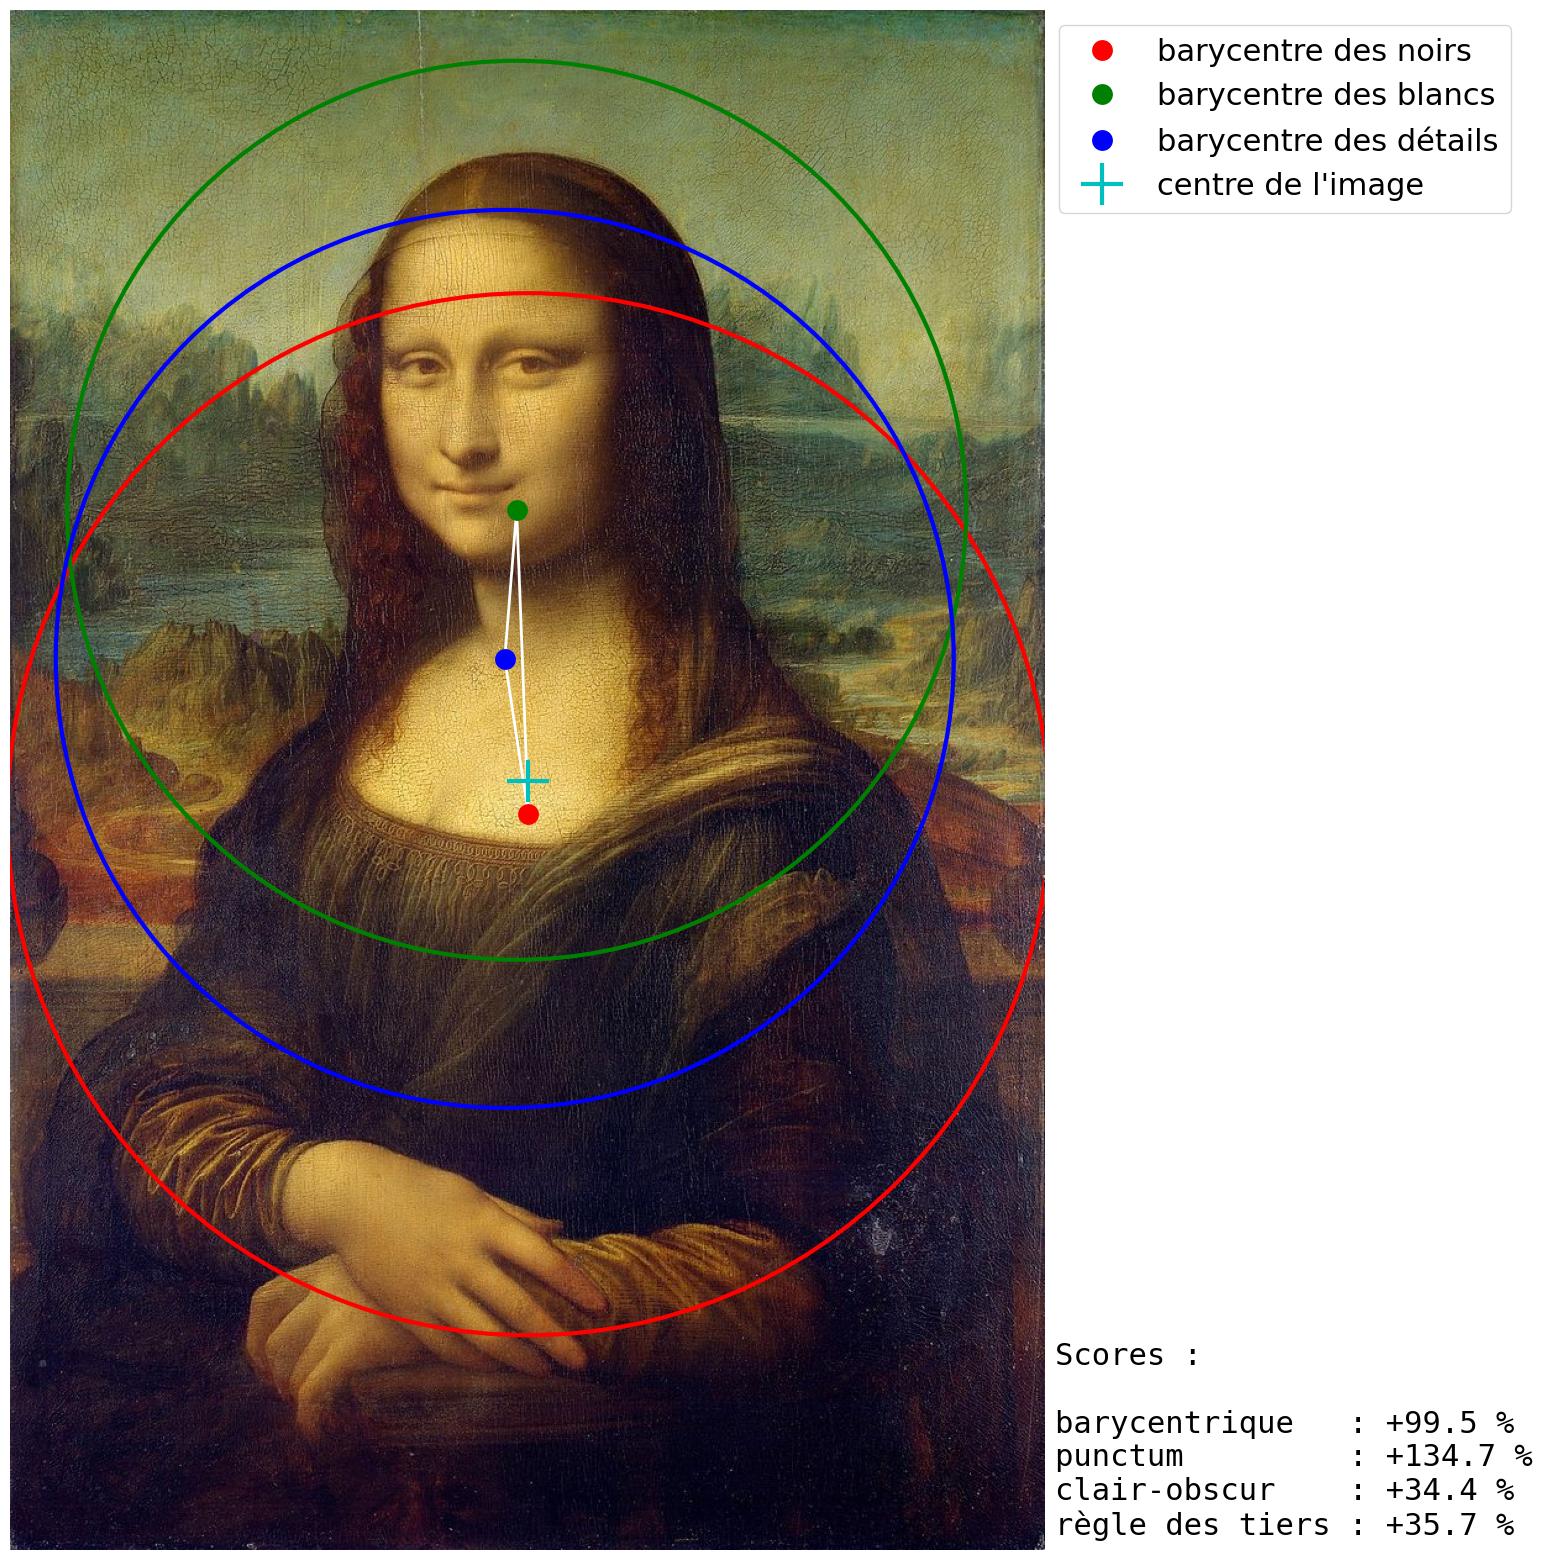 barycentre des noirs
barycentre des blancs
barycentre des détails
centre de l'image
Scores :
barycentrique   : +99.5 %
punctum         : +134.7 %
clair-obscur    : +34.4 %
règle des tiers : +35.7 %